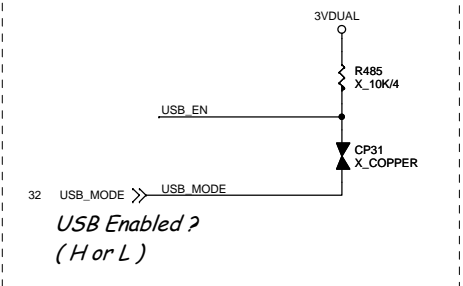 3VDUAL
R485
X_10K/4
USB_EN
CP31
X_COPPER
32 USB_MODE USB_MODE
USB Enabled ?
( H or L )